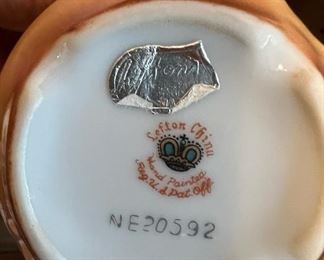 Lefton China
Hand Painted
Reg. U.S Pat. Off.
NE20592